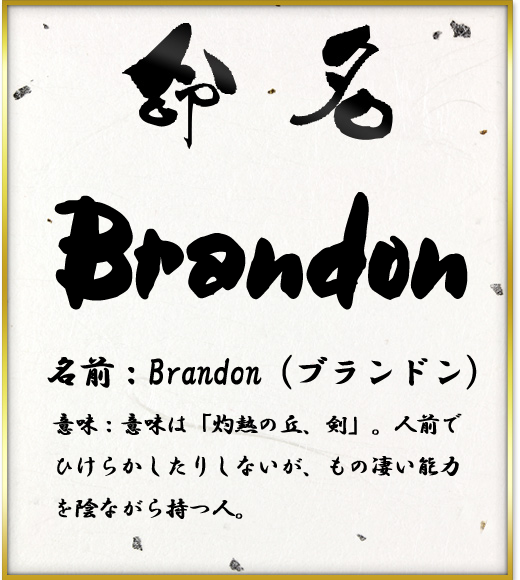 命名
Brandon
名前：Brandon（ブランドン）
意味：意味は「灼熱の丘、剣」。人前で
ひけらかしたりしないが、もの凄い能力
を陰ながら持つ人。